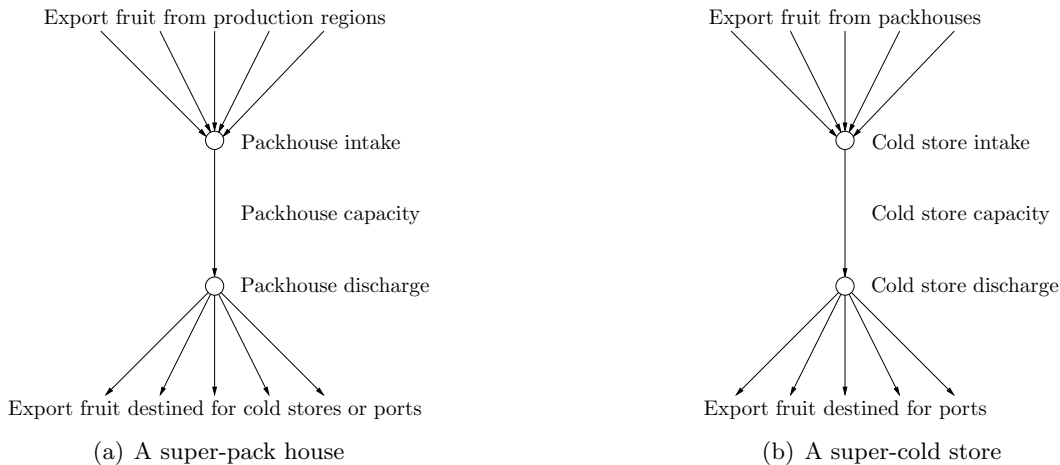 Export fruit from production regions
Packhouse intake
Packhouse capacity
Packhouse discharge
Export fruit destined for cold stores or ports
(a) A super-pack house
Export fruit from packhouses
Cold store intake
Cold store capacity
Cold store discharge
Export fruit destined for ports
(b) A super-cold store